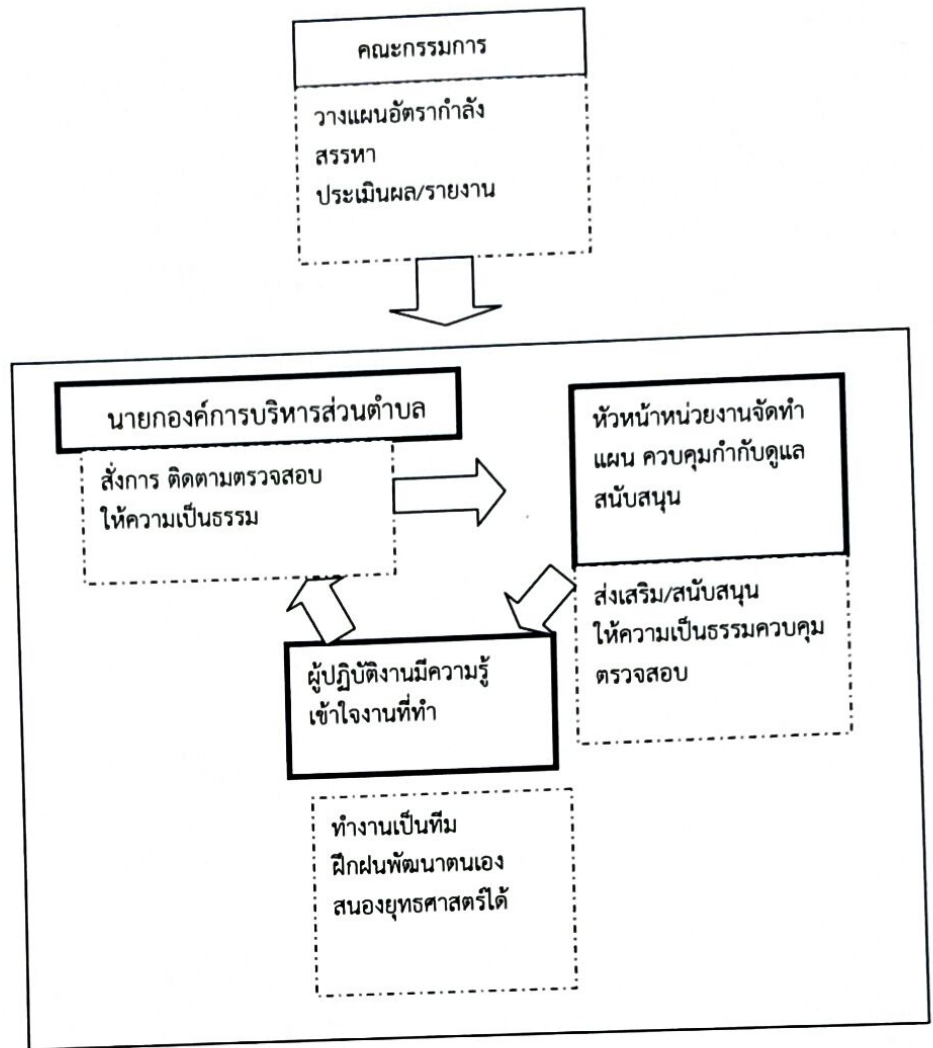 คณะกรรมการ
วางแผนอัตรากำลัง
สรรหา
ประเมินผล/รายงาน
นายกองค์การบริหารส่วนตำบล
สั่งการ ติดตามตรวจสอบ
ให้ความเป็นธรรม
หัวหน้าหน่วยงานจัดทำ
แผน ควบคุมกำกับดูแล
สนับสนุน
ส่งเสริม/สนับสนุน
ให้ความเป็นธรรมควบคุม
ตรวจสอบ
ผู้ปฏิบัติงานมีความรู้
เข้าใจงานที่ทำ
ทำงานเป็นทีม
ฝึกฝนพัฒนาตนเอง
สนองยุทธศาสตร์ได้